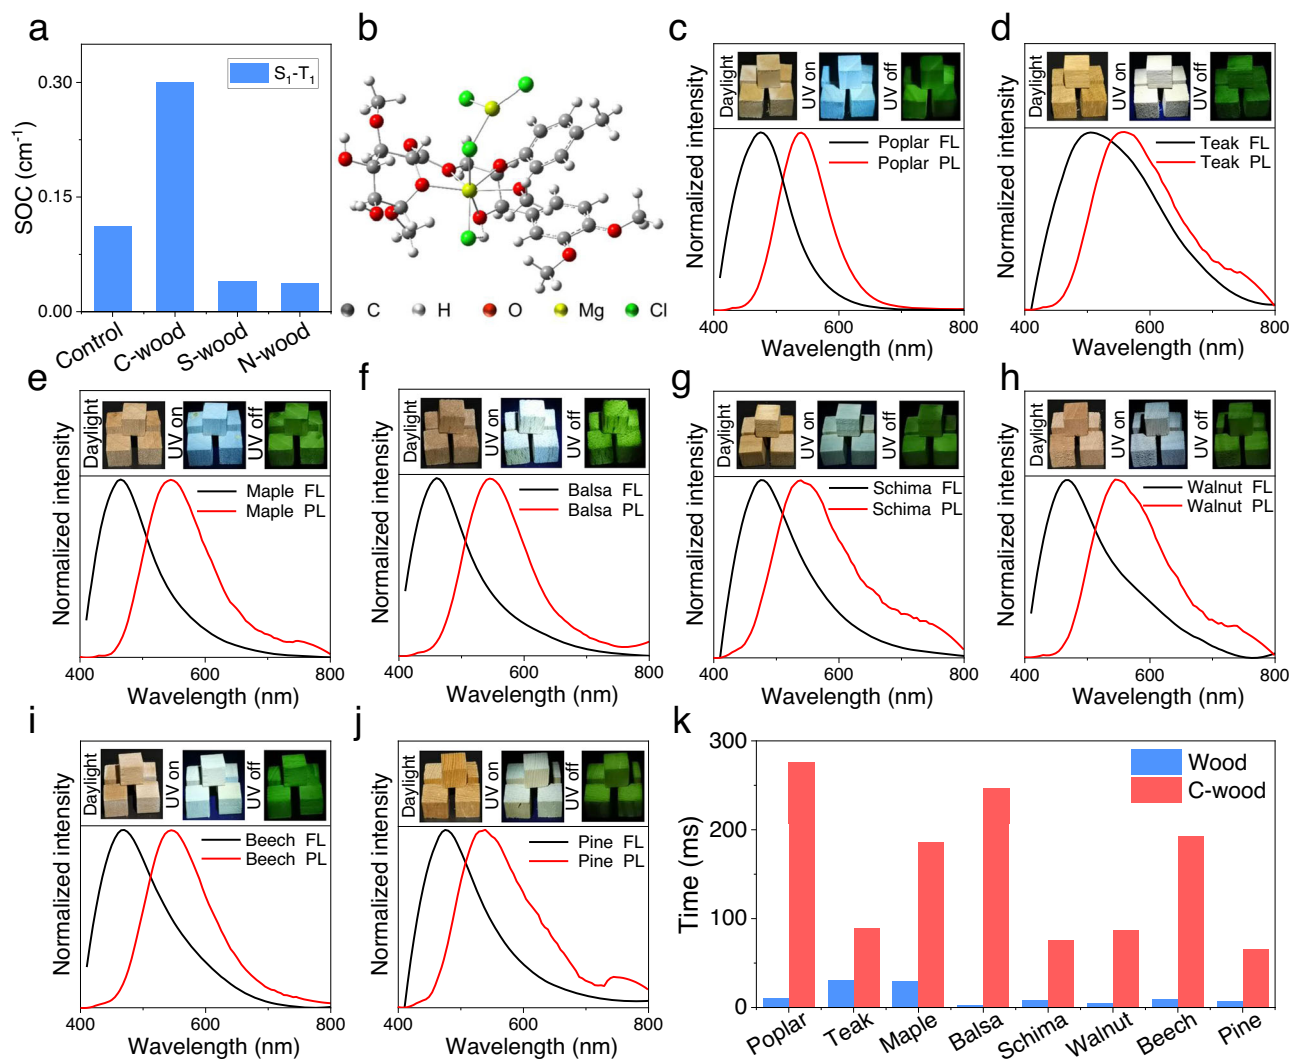 a
SOC (cm⁻¹)
0.30
0.15
0.00
S₁-T₁
Control
C-wood
S-wood
N-wood
b
C
H
O
Mg
Cl
c
Normalized intensity
Daylight
UV on
UV off
Poplar FL
Poplar PL
400
600
800
Wavelength (nm)
d
Normalized intensity
Daylight
UV on
UV off
Teak FL
Teak PL
400
600
800
Wavelength (nm)
e
Normalized intensity
Daylight
UV on
UV off
Maple FL
Maple PL
400
600
800
Wavelength (nm)
f
Normalized intensity
Daylight
UV on
UV off
Balsa FL
Balsa PL
400
600
800
Wavelength (nm)
g
Normalized intensity
Daylight
UV on
UV off
Schima FL
Schima PL
400
600
800
Wavelength (nm)
h
Normalized intensity
Daylight
UV on
UV off
Walnut FL
Walnut PL
400
600
800
Wavelength (nm)
i
Normalized intensity
Daylight
UV on
UV off
Beech FL
Beech PL
400
600
800
Wavelength (nm)
j
Normalized intensity
Daylight
UV on
UV off
Pine FL
Pine PL
400
600
800
Wavelength (nm)
k
Time (ms)
300
200
100
0
Wood
C-wood
Poplar
Teak
Maple
Balsa
Schima
Walnut
Beech
Pine